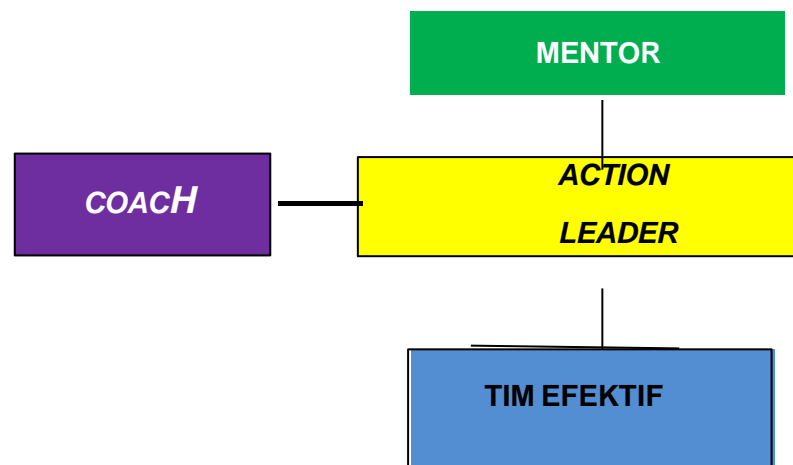 MENTOR
COACH
ACTION
LEADER
TIM EFEKTIF